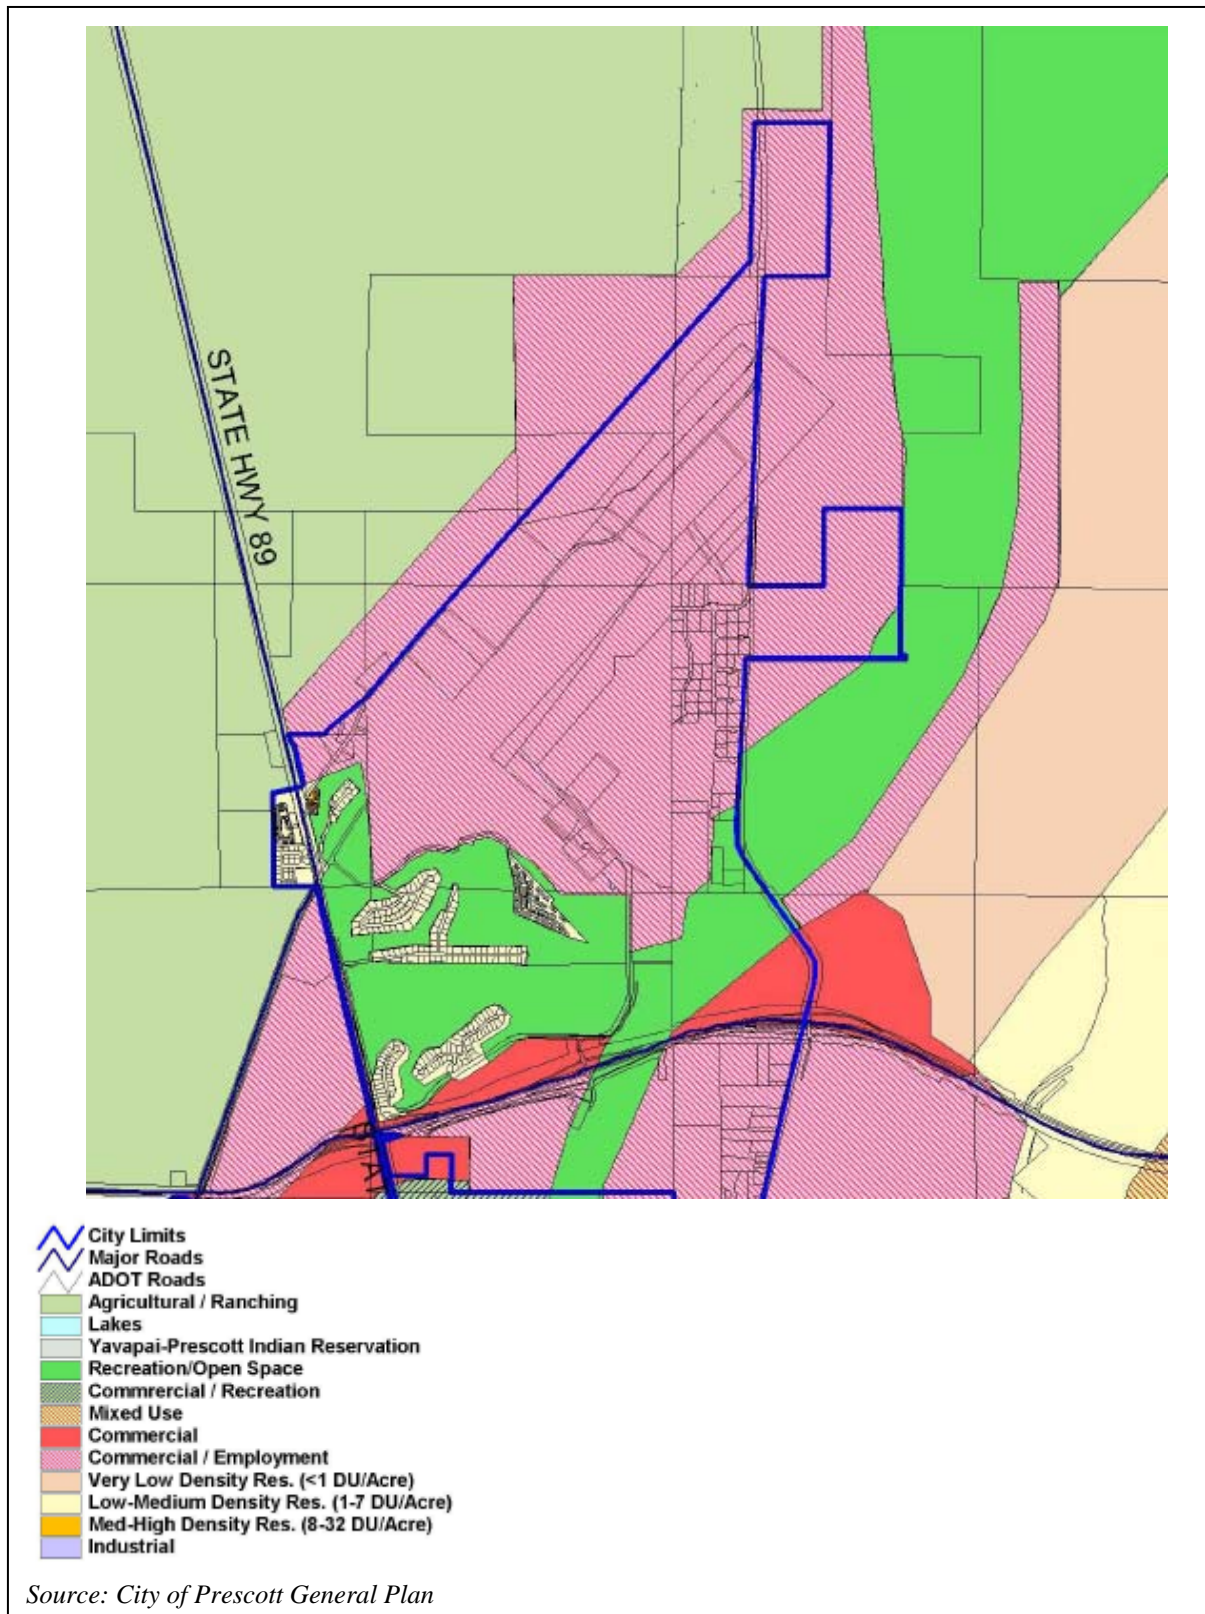 STATE HWY 89
City Limits
Major Roads
ADOT Roads
Agricultural / Ranching
Lakes
Yavapai-Prescott Indian Reservation
Recreation/Open Space
Commrercial / Recreation
Mixed Use
Commercial
Commercial / Employment
Very Low Density Res. (<1 DU/Acre)
Low-Medium Density Res. (1-7 DU/Acre)
Med-High Density Res. (8-32 DU/Acre)
Industrial
Source: City of Prescott General Plan